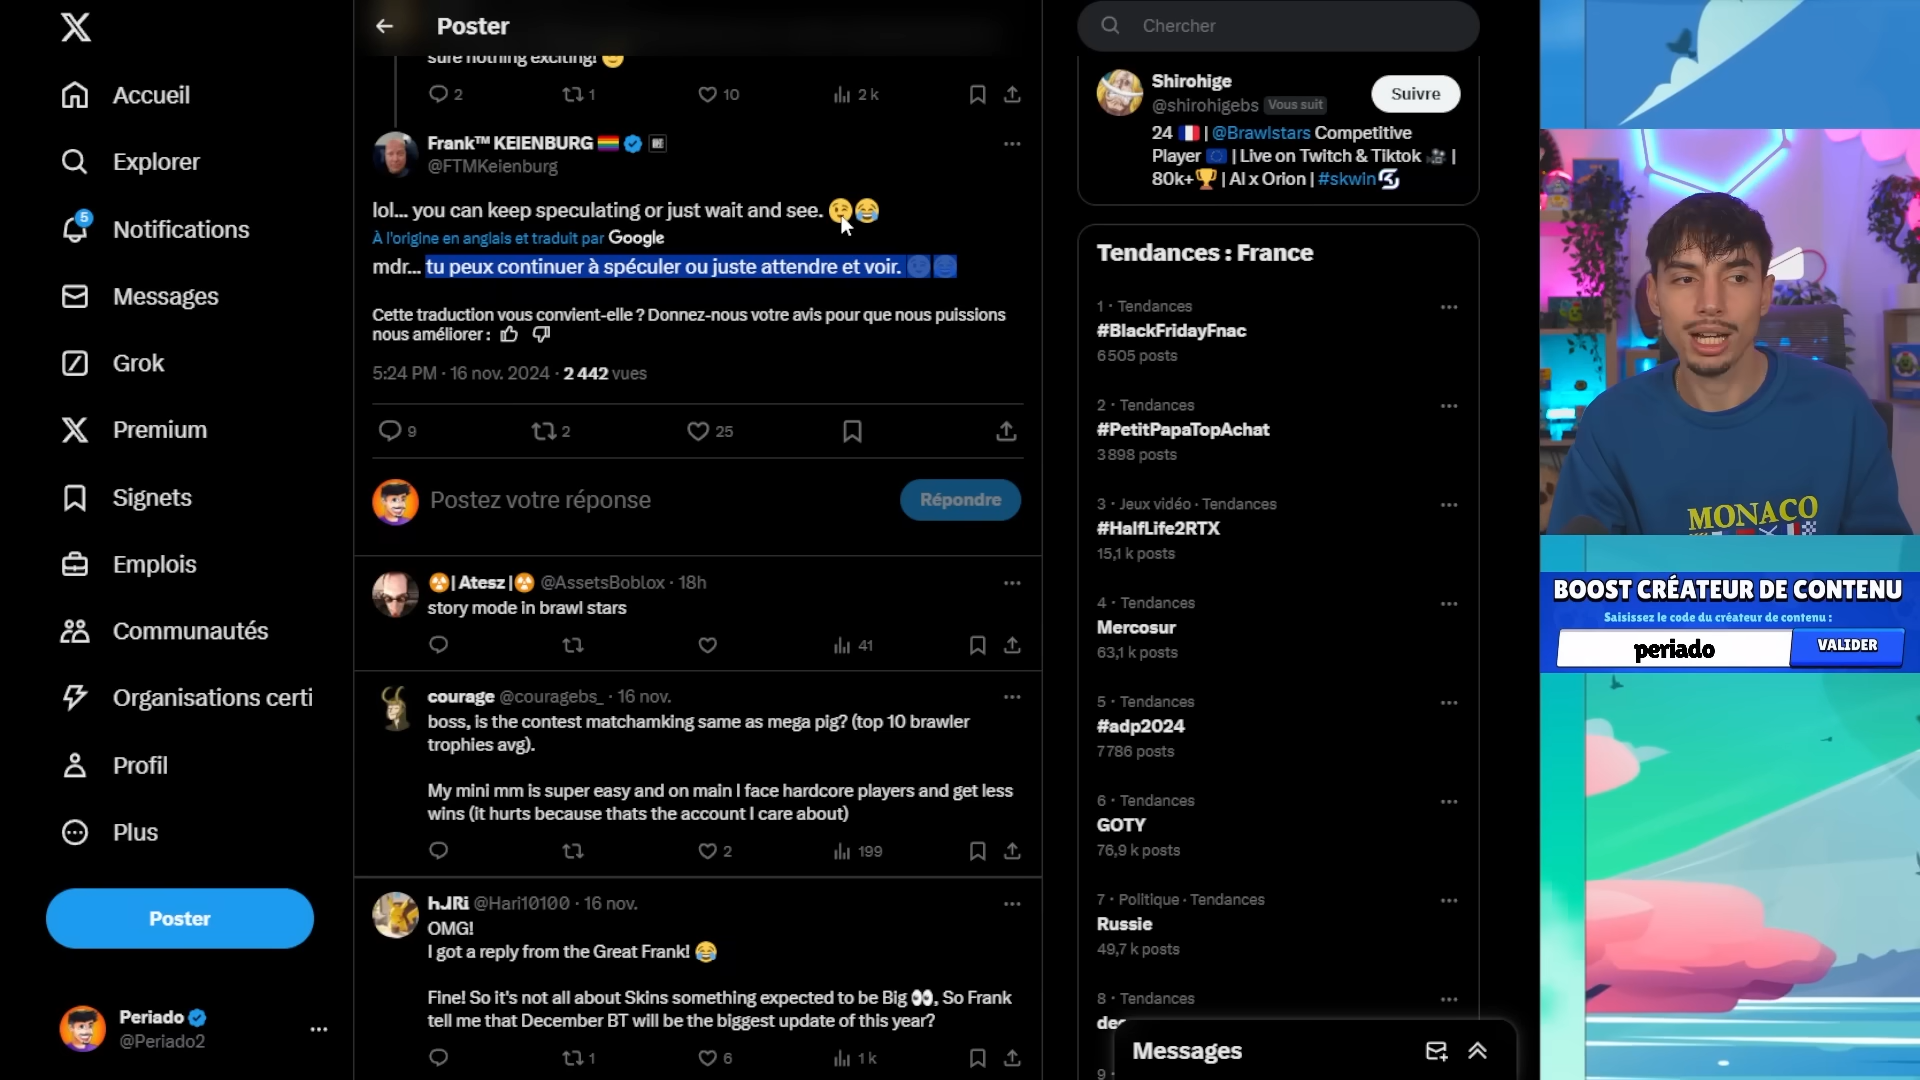 Accueil
Explorer
5
Notifications
Messages
Grok
Premium
Signets
Emplois
Communautés
Organisations certi
Profil
Plus
Poster
Periado
@Periado2
Poster
sure nothing exciting!
2
1
10
2 k
Frank™ KEIENBURG
@FTMKeienburg
lol... you can keep speculating or just wait and see.
À l'origine en anglais et traduit par Google
mdr... tu peux continuer à spéculer ou juste attendre et voir.
Cette traduction vous convient-elle ? Donnez-nous votre avis pour que nous puissions
nous améliorer :
5:24 PM · 16 nov. 2024 · 2 442 vues
9
2
25
Postez votre réponse
Répondre
| Atesz | @AssetsBoblox · 18h
story mode in brawl stars
41
courage @couragebs_ · 16 nov.
boss, is the contest matchamking same as mega pig? (top 10 brawler
trophies avg).
My mini mm is super easy and on main I face hardcore players and get less
wins (it hurts because thats the account I care about)
2
199
@Hari10100 · 16 nov.
OMG!
I got a reply from the Great Frank!
Fine! So it's not all about Skins something expected to be Big , So Frank
tell me that December BT will be the biggest update of this year?
1
6
1 k
Chercher
Shirohige
@shirohigebs Vous suit
Suivre
24 | @Brawlstars Competitive
Player | Live on Twitch & Tiktok |
80k+ | Al x Orion | #skwin
Tendances : France
1 · Tendances
#BlackFridayFnac
6 505 posts
2 · Tendances
#PetitPapaTopAchat
3 898 posts
3 · Jeux vidéo · Tendances
#HalfLife2RTX
15,1 k posts
4 · Tendances
Mercosur
63,1 k posts
5 · Tendances
#adp2024
7 786 posts
6 · Tendances
GOTY
76,9 k posts
7 · Politique · Tendances
Russie
49,7 k posts
8 · Tendances
9 ·
Messages
MONACO
BOOST CRÉATEUR DE CONTENU
Saisissez le code du créateur de contenu :
periado
VALIDER